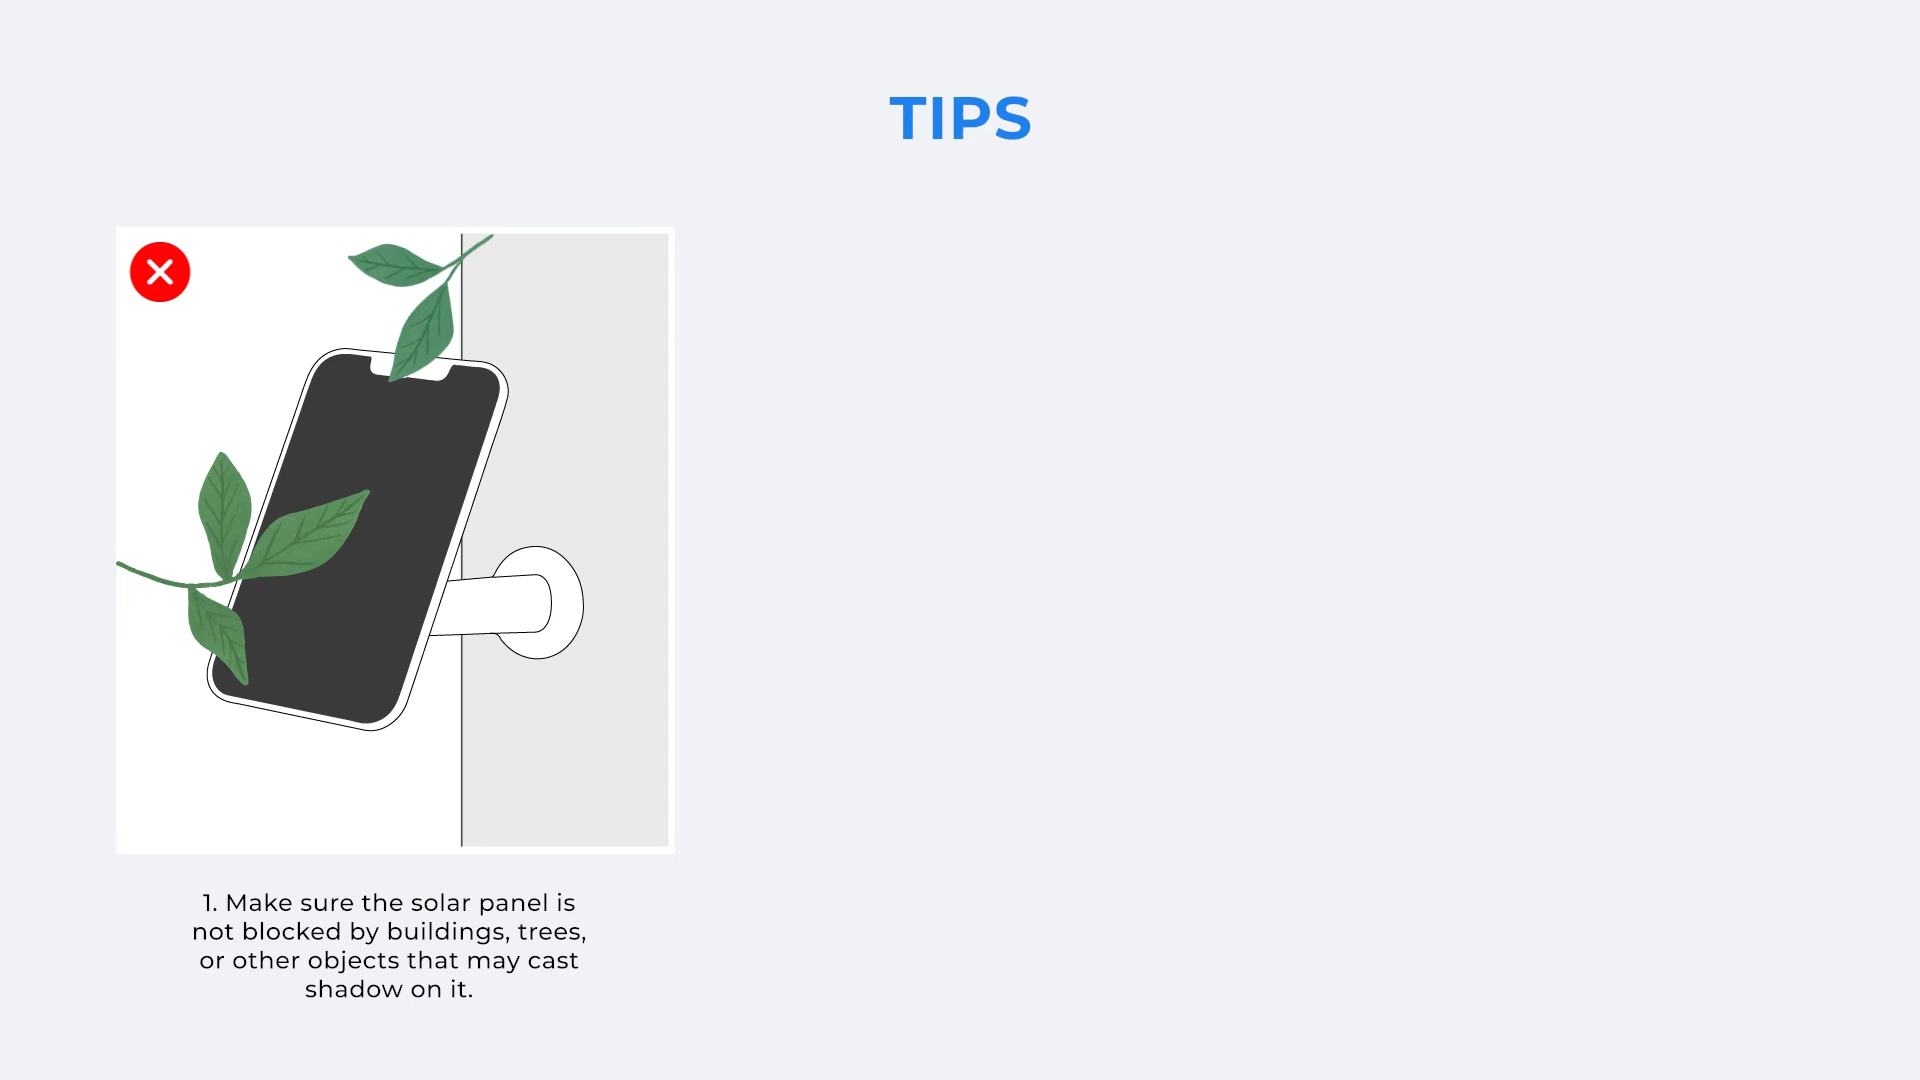 TIPS
1. Make sure the solar panel is
not blocked by buildings, trees,
or other objects that may cast
shadow on it.